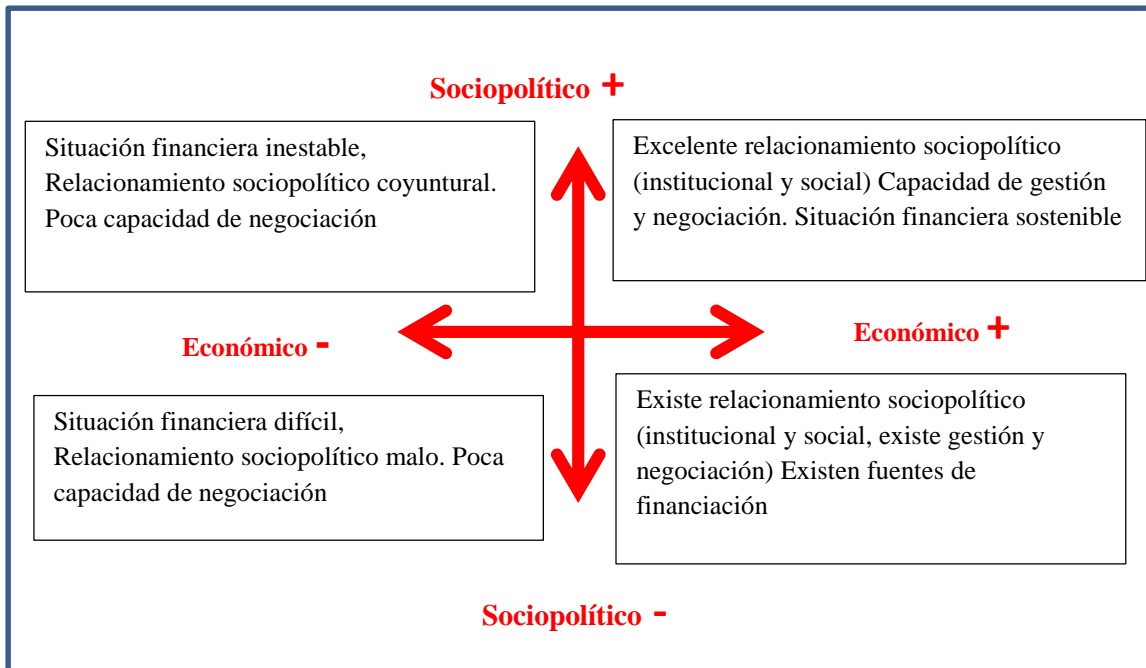 Sociopolítico +
Situación financiera inestable,
Relacionamiento sociopolítico coyuntural.
Poca capacidad de negociación
Excelente relacionamiento sociopolítico
(institucional y social) Capacidad de gestión
y negociación. Situación financiera sostenible
Económico -
Económico +
Situación financiera difícil,
Relacionamiento sociopolítico malo. Poca
capacidad de negociación
Existe relacionamiento sociopolítico
(institucional y social, existe gestión y
negociación) Existen fuentes de
financiación
Sociopolítico -